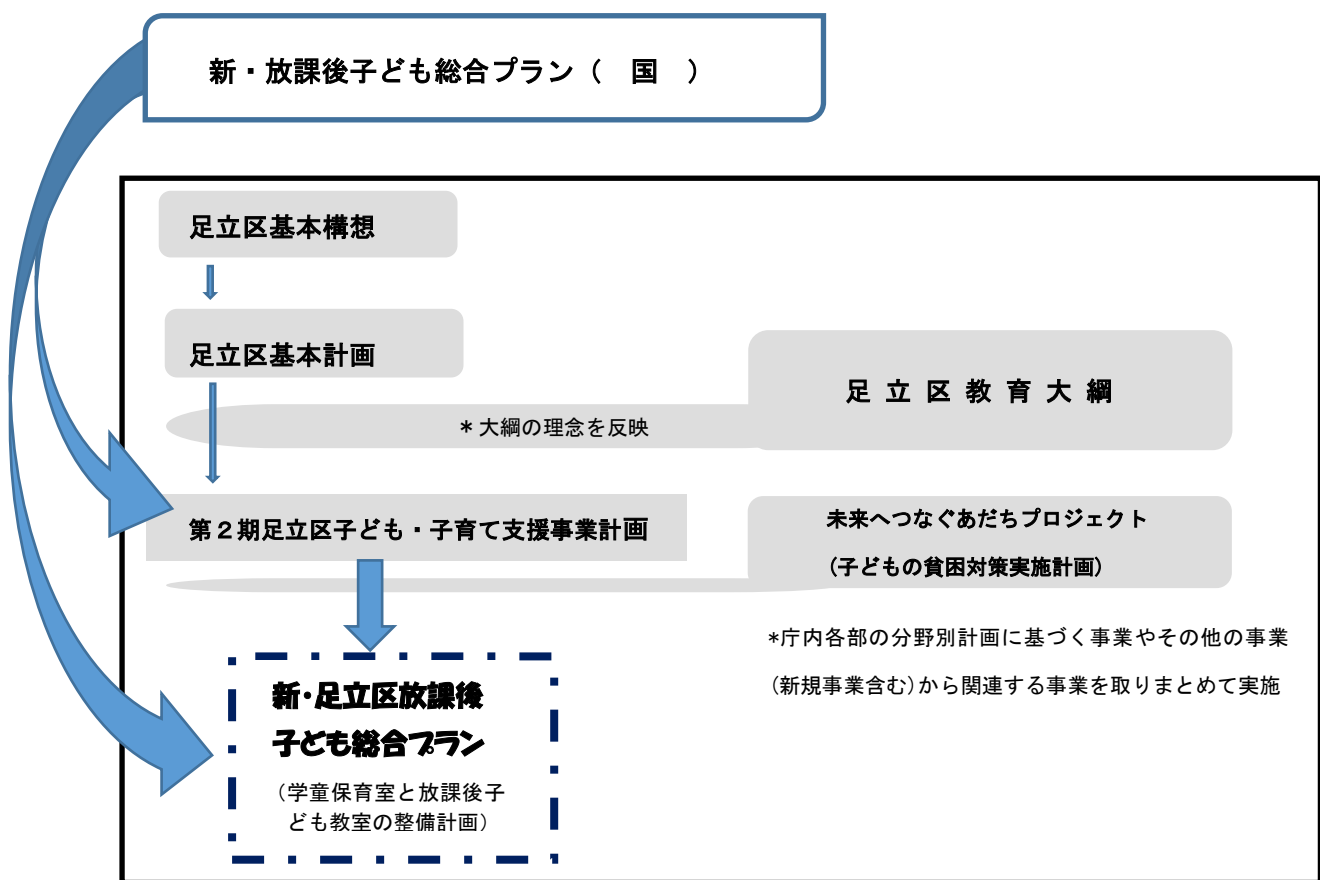 新・放課後子ども総合プラン（　国　）
足立区基本構想
足立区基本計画
足 立 区 教 育 大 綱
＊大綱の理念を反映
第２期足立区子ども・子育て支援事業計画
未来へつなぐあだちプロジェクト
(子どもの貧困対策実施計画)
*庁内各部の分野別計画に基づく事業やその他の事業
(新規事業含む)から関連する事業を取りまとめて実施
新・足立区放課後
子ども総合プラン
（学童保育室と放課後子
ども教室の整備計画）